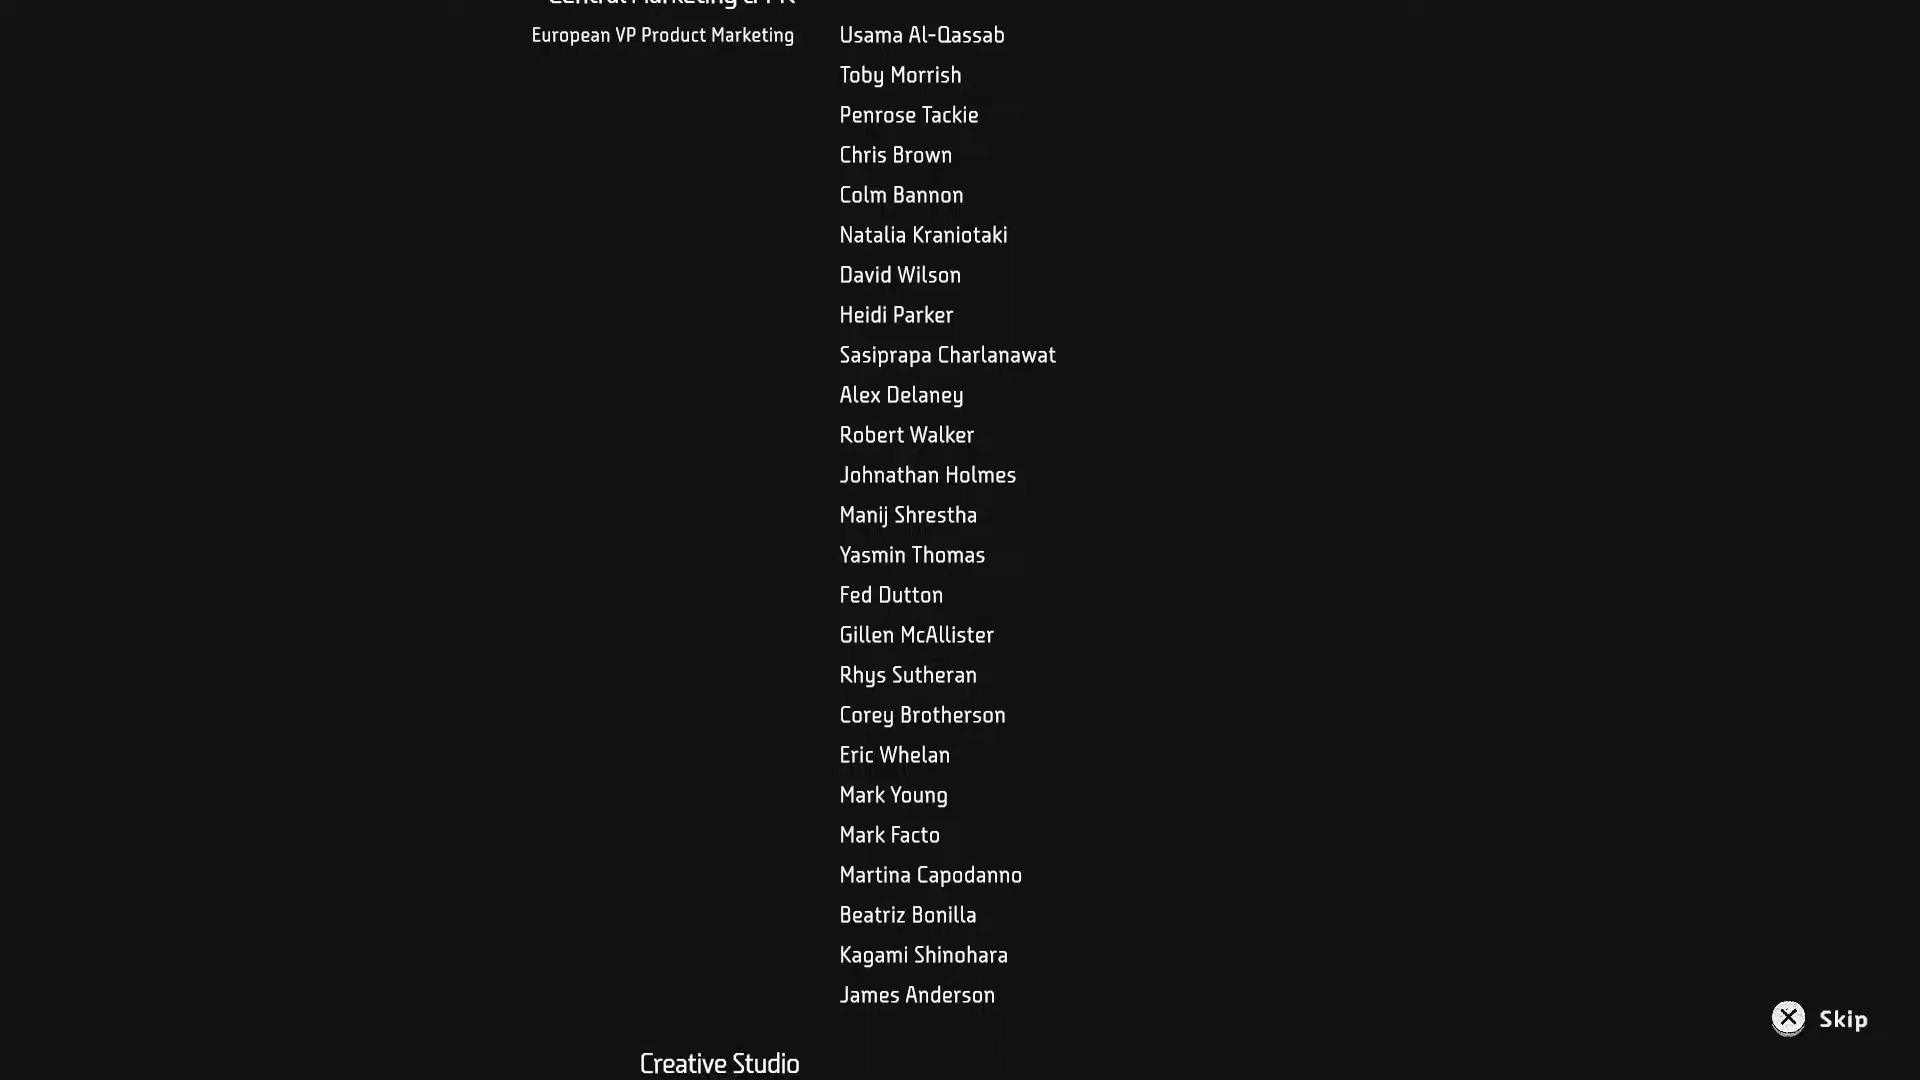 Central Marketing & PR
European VP Product Marketing Usama Al-Qassab
Toby Morrish
Penrose Tackie
Chris Brown
Colm Bannon
Natalia Kraniotaki
David Wilson
Heidi Parker
Sasiprapa Charlanawat
Alex Delaney
Robert Walker
Johnathan Holmes
Manij Shrestha
Yasmin Thomas
Fed Dutton
Gillen McAllister
Rhys Sutheran
Corey Brotherson
Eric Whelan
Mark Young
Mark Facto
Martina Capodanno
Beatriz Bonilla
Kagami Shinohara
James Anderson
Skip
Creative Studio